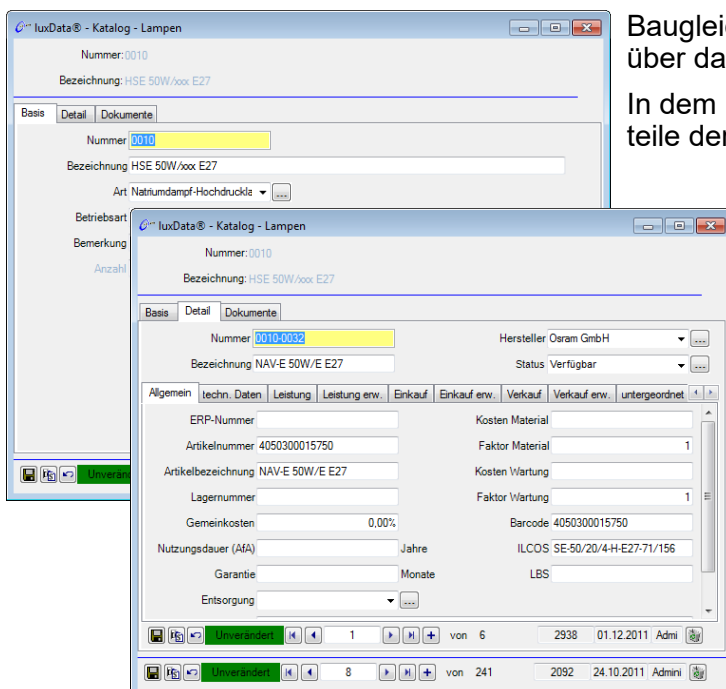 luxData® - Katalog - Lampen
Nummer: 0010
Bezeichnung: HSE 50W/xxx E27
Basis Detail Dokumente
Nummer 0010
Bezeichnung HSE 50W/xxx E27
Art Natriumdampf-Hochdruckla ...
Betriebsart
Bemerkung
Anzahl
über
In dem
luxData® - Katalog - Lampen
Nummer: 0010
Bezeichnung: HSE 50W/xxx E27
Basis Detail Dokumente
Nummer 0010-0032 Hersteller Osram GmbH ...
Bezeichnung NAV-E 50W/E E27 Status Verfügbar ...
Allgemein techn. Daten Leistung Leistung erw. Einkauf Einkauf erw. Verkauf Verkauf erw. untergeordnet
ERP-Nummer Kosten Material
Artikelnummer 4050300015750 Faktor Material 1
Artikelbezeichnung NAV-E 50W/E E27 Kosten Wartung
Lagernummer Faktor Wartung 1
Gemeinkosten 0,00% Barcode 4050300015750
Nutzungsdauer (AfA) Jahre ILCOS SE-50/20/4-H-E27-71/156
Garantie Monate LBS
Entsorgung ...
Unverändert 1 von 6 2938 01.12.2011 Admi
Unverändert 8 von 241 2092 24.10.2011 Admini